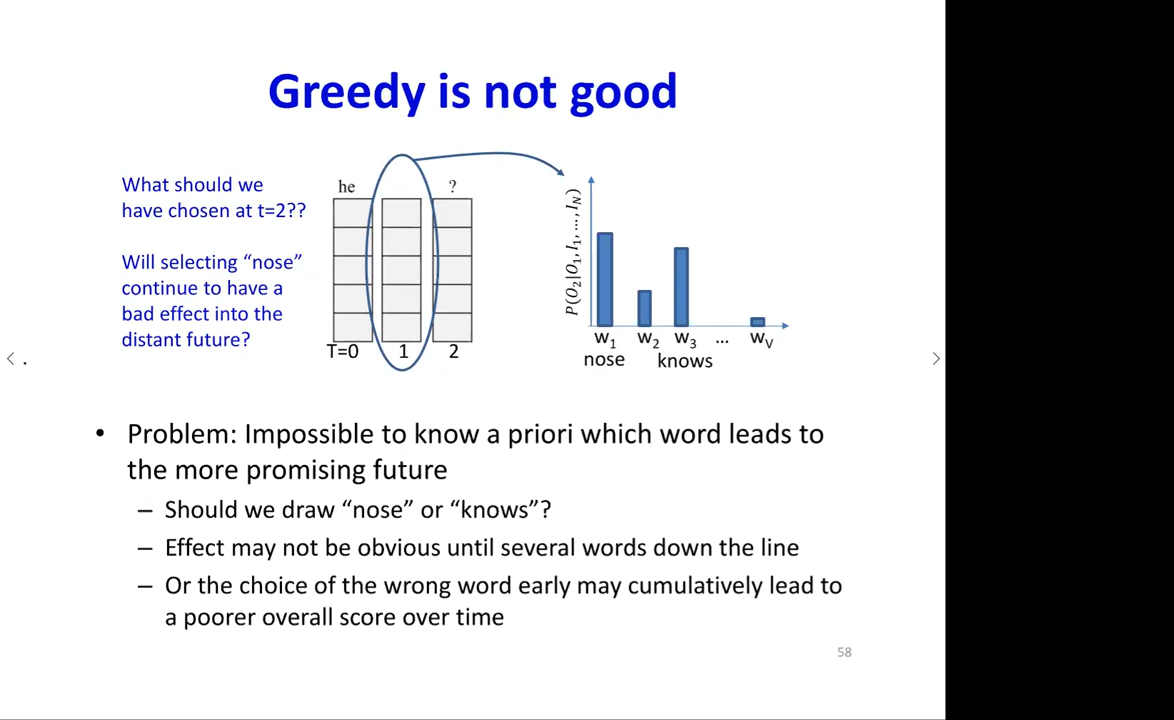 Greedy is not good
What should we
have chosen at t=2??
Will selecting “nose”
continue to have a
bad effect into the
distant future?
he ?
T=0 1 2
P(O₂|O₁, I₁, …, I_N)
w₁ w₂ w₃ … w_V
nose knows
• Problem: Impossible to know a priori which word leads to
the more promising future
– Should we draw “nose” or “knows”?
– Effect may not be obvious until several words down the line
– Or the choice of the wrong word early may cumulatively lead to
a poorer overall score over time
58